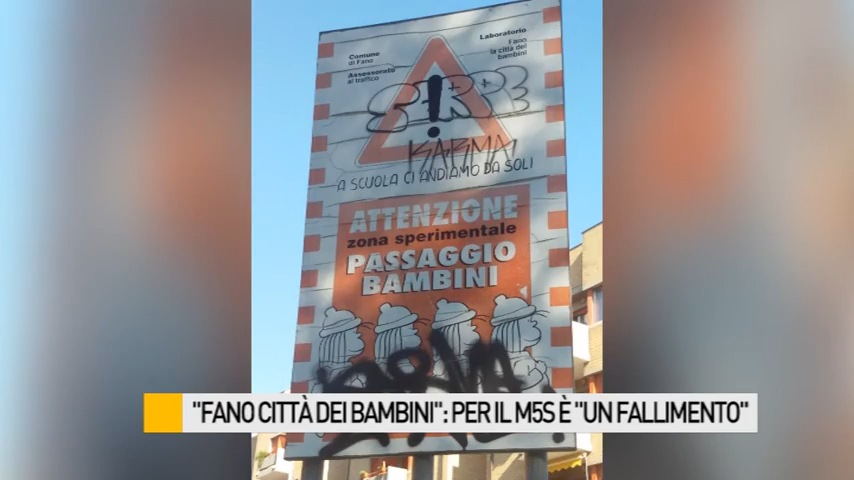 Comune
di Fano
Assessorato
al traffico
Laboratorio
Fano
la città dei
bambini
KARMA
A SCUOLA CI ANDIAMO DA SOLI
ATTENZIONE
zona sperimentale
PASSAGGIO
BAMBINI
"FANO CITTÀ DEI BAMBINI": PER IL M5S È "UN FALLIMENTO"